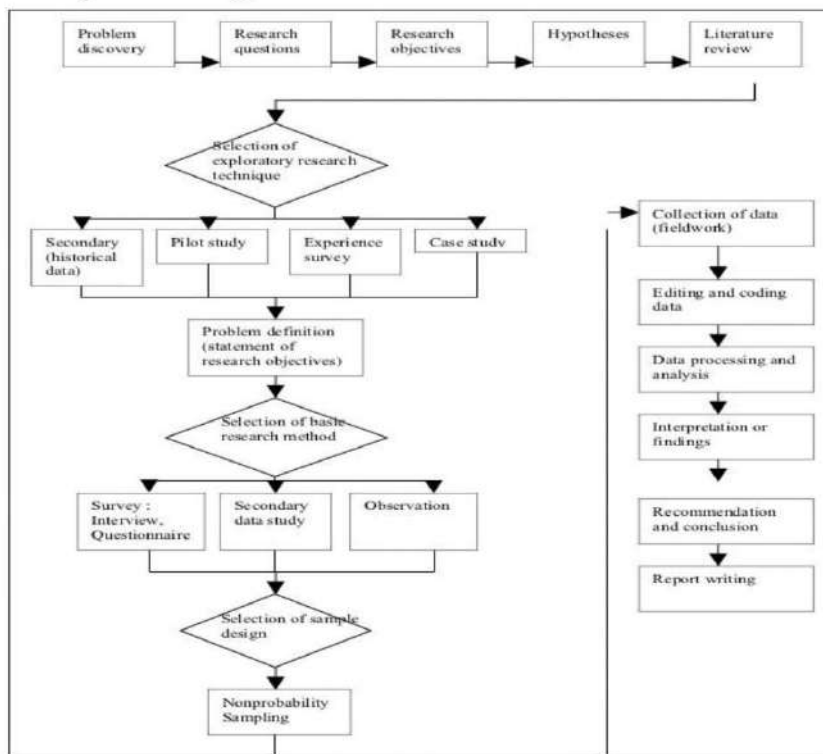 Problem
discovery
Research
questions
Research
objectives
Hypotheses
Literature
review
Selection of
exploratory research
technique
Secondary
(historical
data)
Pilot study
Experience
survey
Case study
Problem definition
(statement of
research objectives)
Selection of basic
research method
Survey :
Interview,
Questionnaire
Secondary
data study
Observation
Selection of sample
design
Nonprobability
Sampling
Collection of data
(fieldwork)
Editing and coding
data
Data processing and
analysis
Interpretation or
findings
Recommendation
and conclusion
Report writing